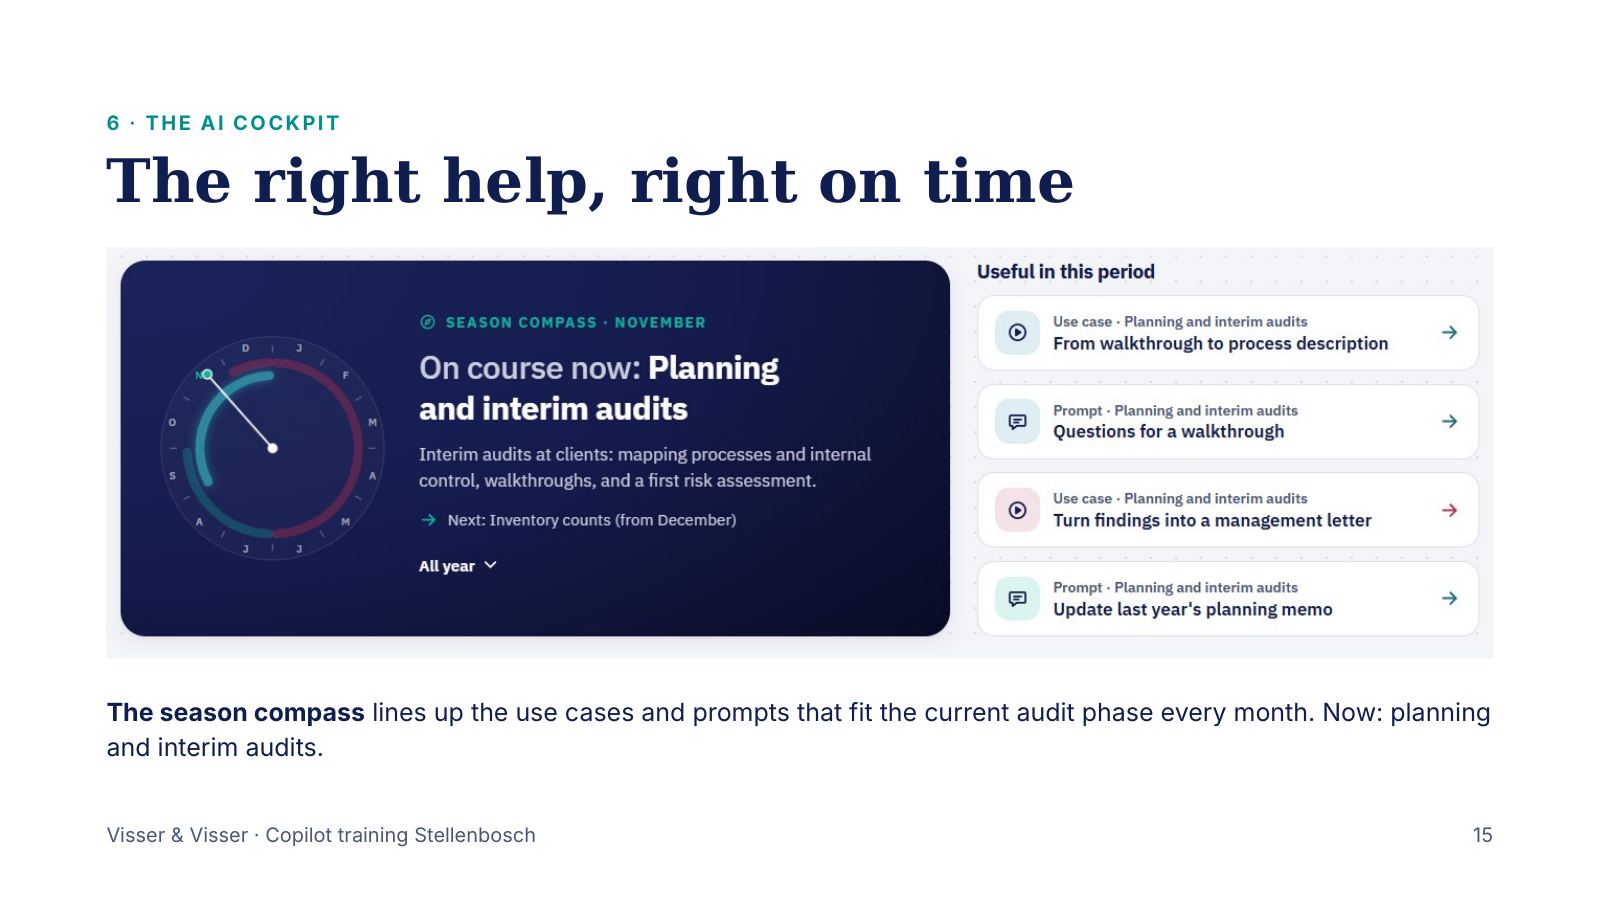 6 · THE AI COCKPIT
The right help, right on time
D
J
N
F
O
M
S
A
A
M
J
J
SEASON COMPASS · NOVEMBER
On course now: Planning
and interim audits
Interim audits at clients: mapping processes and internal
control, walkthroughs, and a first risk assessment.
Next: Inventory counts (from December)
All year
Useful in this period
Use case · Planning and interim audits
From walkthrough to process description
Prompt · Planning and interim audits
Questions for a walkthrough
Use case · Planning and interim audits
Turn findings into a management letter
Prompt · Planning and interim audits
Update last year's planning memo
The season compass lines up the use cases and prompts that fit the current audit phase every month. Now: planning
and interim audits.
Visser & Visser · Copilot training Stellenbosch
15